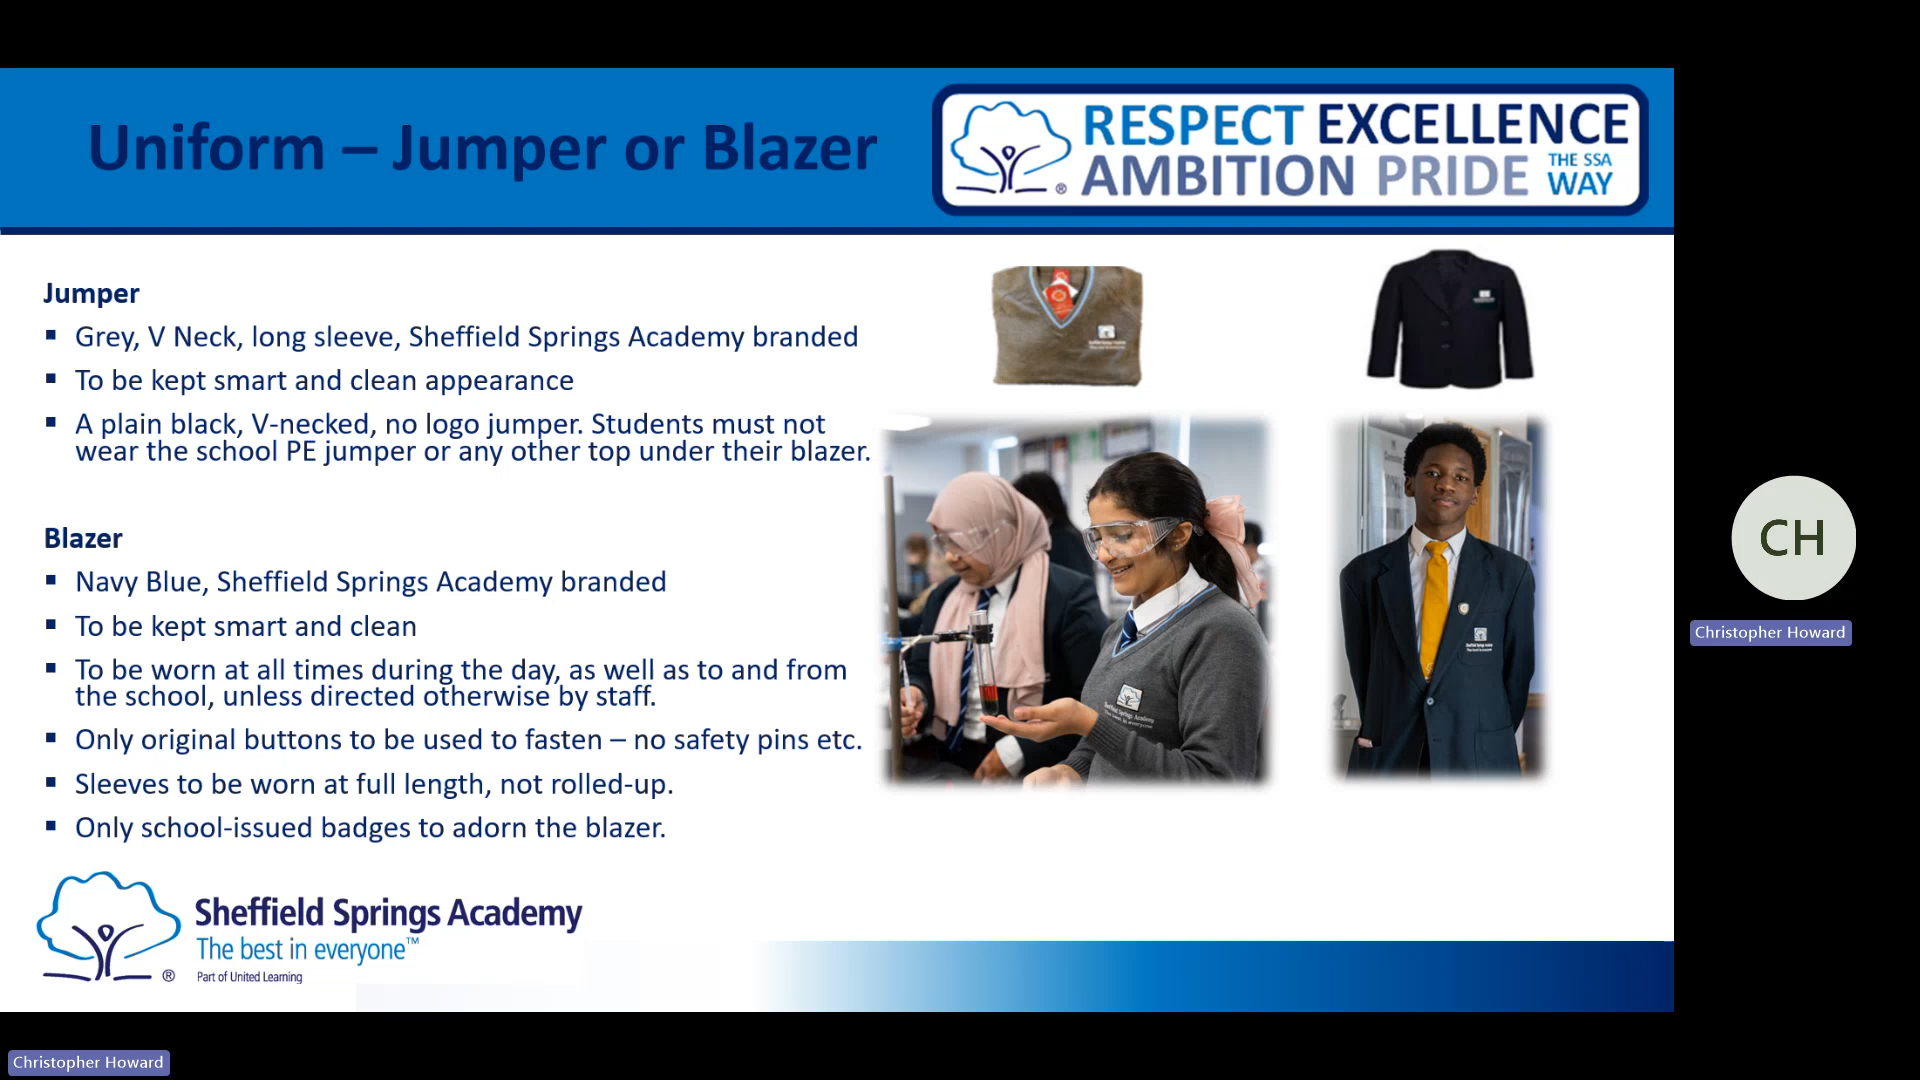 Uniform – Jumper or Blazer
RESPECT EXCELLENCE
AMBITION PRIDE THE SSA WAY
®
Jumper
▪ Grey, V Neck, long sleeve, Sheffield Springs Academy branded
▪ To be kept smart and clean appearance
▪ A plain black, V-necked, no logo jumper. Students must not
wear the school PE jumper or any other top under their blazer.
Blazer
▪ Navy Blue, Sheffield Springs Academy branded
▪ To be kept smart and clean
▪ To be worn at all times during the day, as well as to and from
the school, unless directed otherwise by staff.
▪ Only original buttons to be used to fasten – no safety pins etc.
▪ Sleeves to be worn at full length, not rolled-up.
▪ Only school-issued badges to adorn the blazer.
Sheffield Springs Academy
The best in everyone™
Part of United Learning
®
Sheffield Springs Academy
CH
Christopher Howard
Christopher Howard